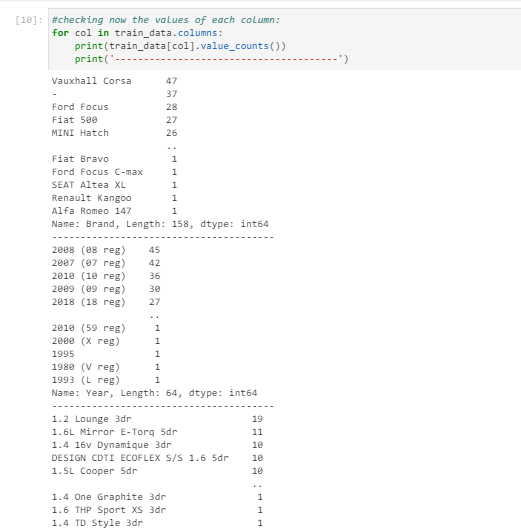 [10]: #checking now the values of each column:
for col in train_data.columns:
    print(train_data[col].value_counts())
    print('--------------------------------------')
Vauxhall Corsa      47
-                   37
Ford Focus          28
Fiat 500            27
MINI Hatch          26
                    ..
Fiat Bravo           1
Ford Focus C-max     1
SEAT Altea XL        1
Renault Kangoo       1
Alfa Romeo 147       1
Name: Brand, Length: 158, dtype: int64
--------------------------------------
2008 (08 reg)    45
2007 (07 reg)    42
2010 (10 reg)    36
2009 (09 reg)    30
2018 (18 reg)    27
                 ..
2010 (59 reg)     1
2000 (X reg)      1
1995              1
1980 (V reg)      1
1993 (L reg)      1
Name: Year, Length: 64, dtype: int64
--------------------------------------
1.2 Lounge 3dr                      19
1.6L Mirror E-Torq 5dr              11
1.4 16v Dynamique 3dr               10
DESIGN CDTI ECOFLEX S/S 1.6 5dr     10
1.5L Cooper 5dr                     10
                                    ..
1.4 One Graphite 3dr                 1
1.6 THP Sport XS 3dr                 1
1.4 TD Style 3dr                     1